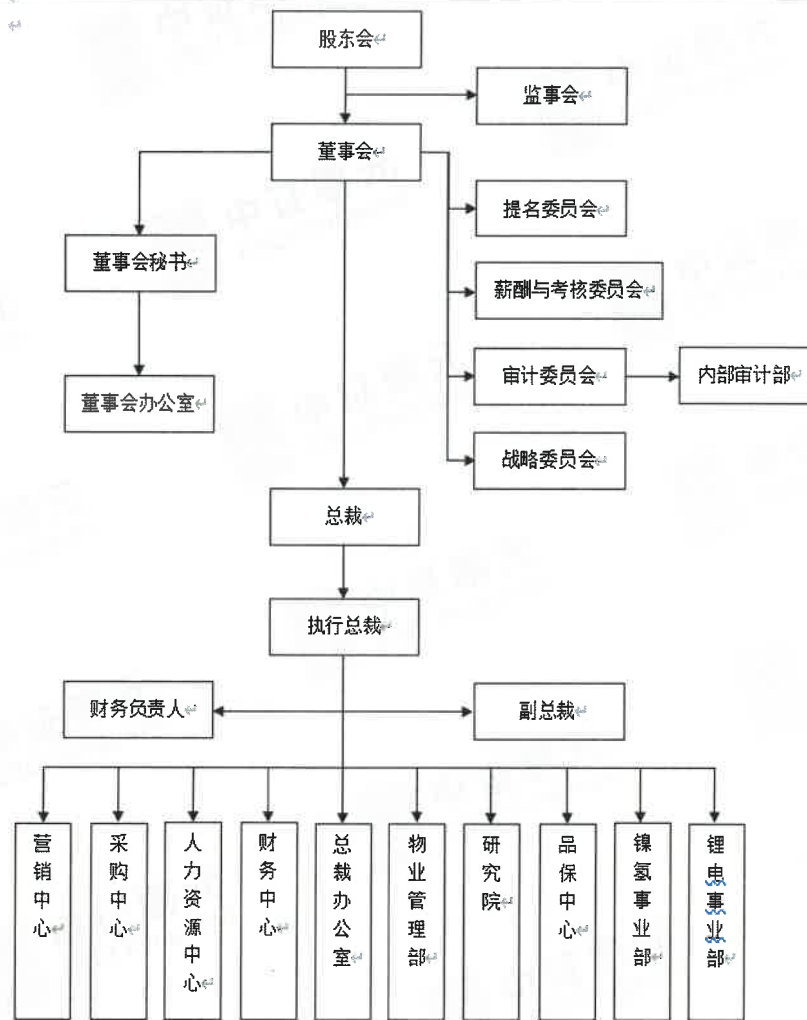 股东会
监事会
董事会
提名委员会
董事会秘书
薪酬与考核委员会
审计委员会
内部审计部
董事会办公室
战略委员会
总裁
执行总裁
财务负责人
副总裁
营销中心
采购中心
人力资源中心
财务中心
总裁办公室
物业管理部
研究院
品保中心
镍氢事业部
锂电事业部